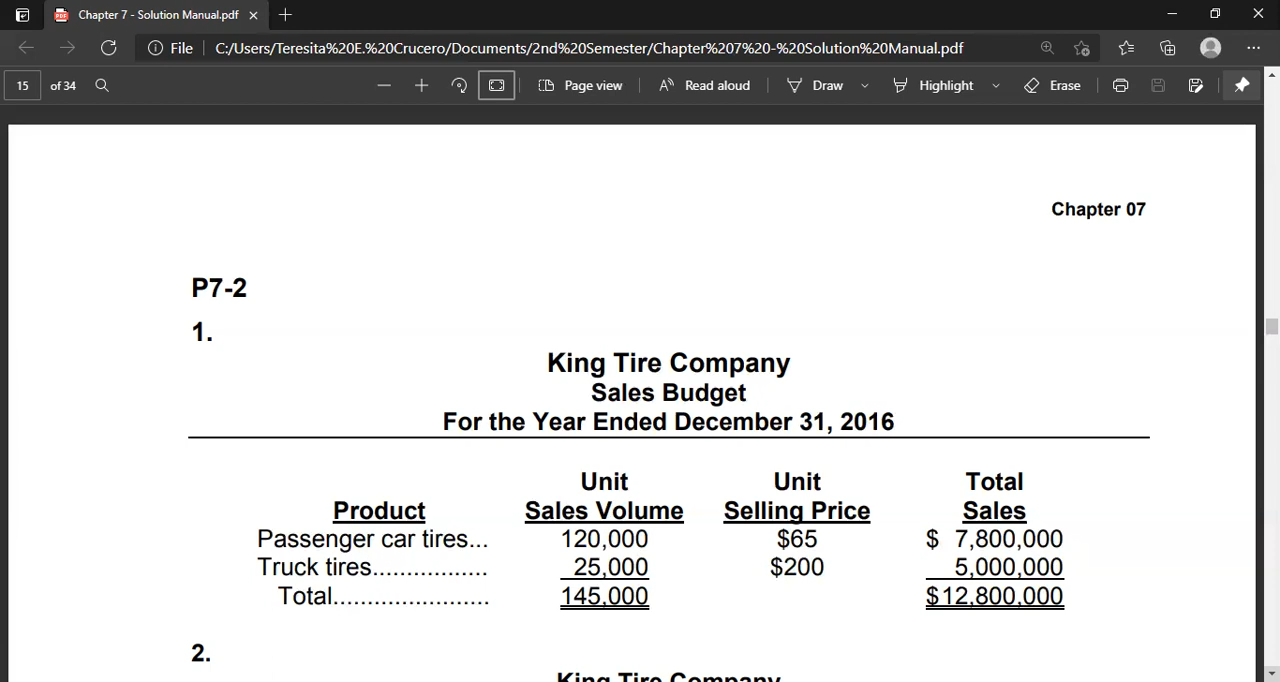 Chapter 7 - Solution Manual.pdf
File C:/Users/Teresita%20E.%20Crucero/Documents/2nd%20Semester/Chapter%207%20-%20Solution%20Manual.pdf
15 of 34 Page view Read aloud Draw Highlight Erase
Chapter 07
P7-2
1.
King Tire Company
Sales Budget
For the Year Ended December 31, 2016
Unit Unit Total
Product Sales Volume Selling Price Sales
Passenger car tires... 120,000 $65 $ 7,800,000
Truck tires................ 25,000 $200 5,000,000
Total...................... 145,000 $12,800,000
2.
King Tire Company